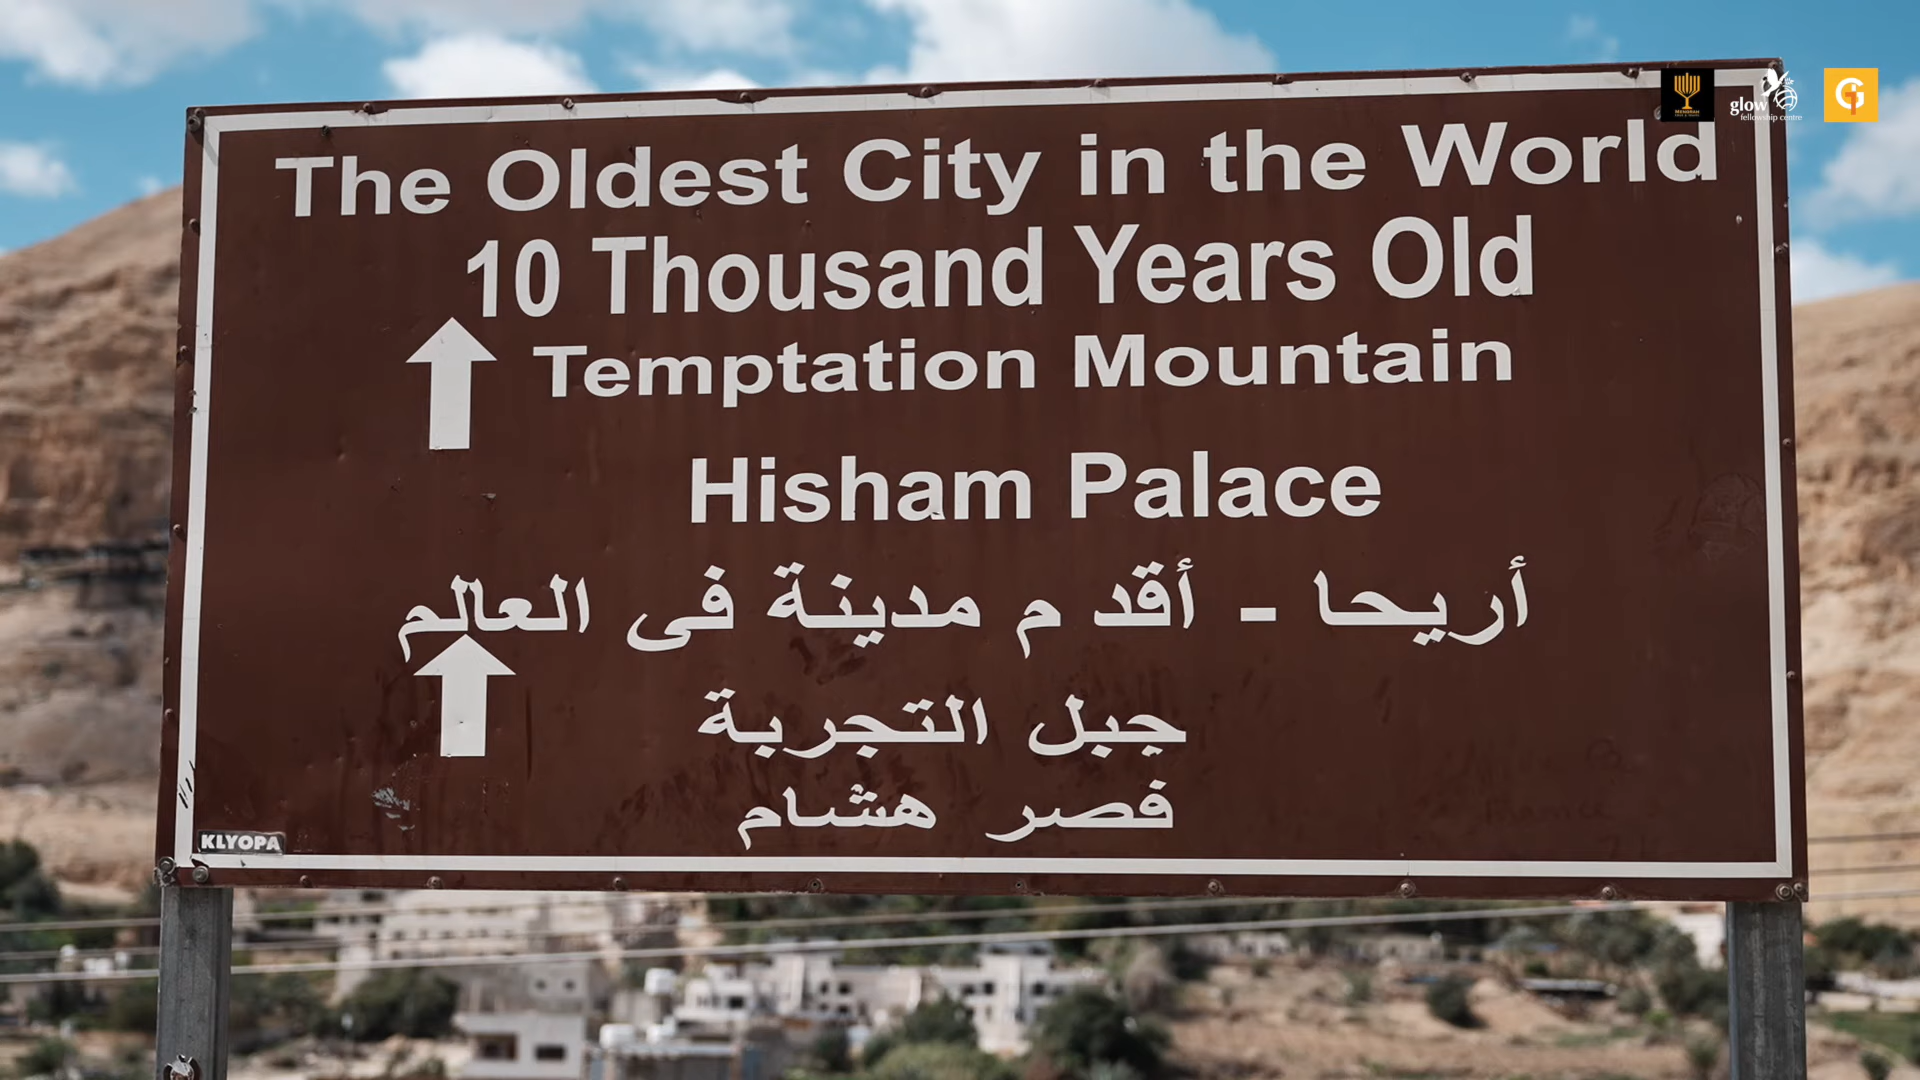 The Oldest City in the World
10 Thousand Years Old
Temptation Mountain
Hisham Palace
أريحا - أقدم مدينة فى العالم
جبل التجربة
قصر هشام
KLYOPA
glow
fellowship centre